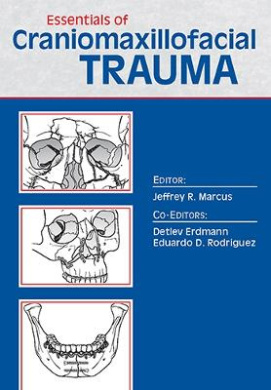 Essentials of
Craniomaxillofacial
TRAUMA
EDITOR:
Jeffrey R. Marcus
CO-EDITORS:
Detlev Erdmann
Eduardo D. Rodriguez